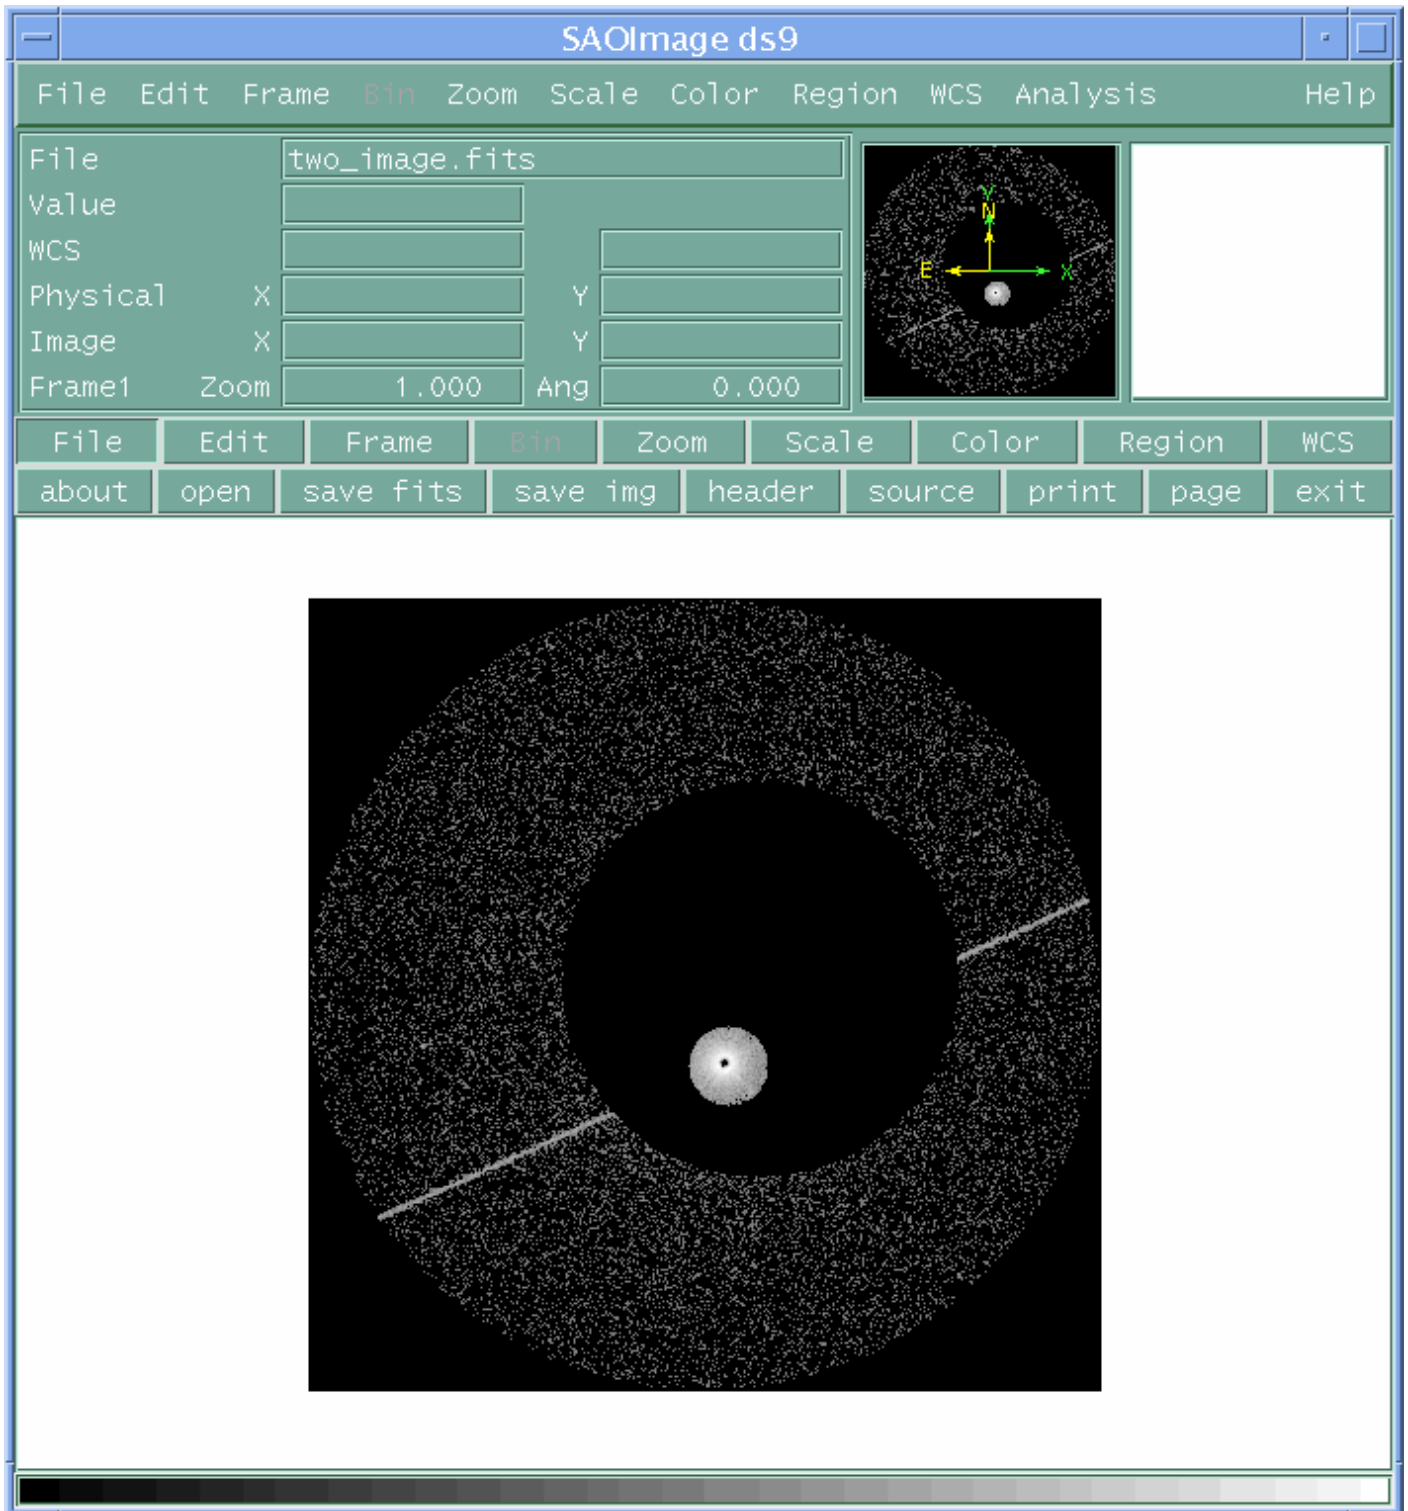 SAOImage ds9
File Edit Frame Bin Zoom Scale Color Region WCS Analysis Help
File two_image.fits
Value
WCS
Physical X Y
Image X Y
Frame1 Zoom 1.000 Ang 0.000
Y
N
E X
File Edit Frame Bin Zoom Scale Color Region WCS
about open save fits save img header source print page exit